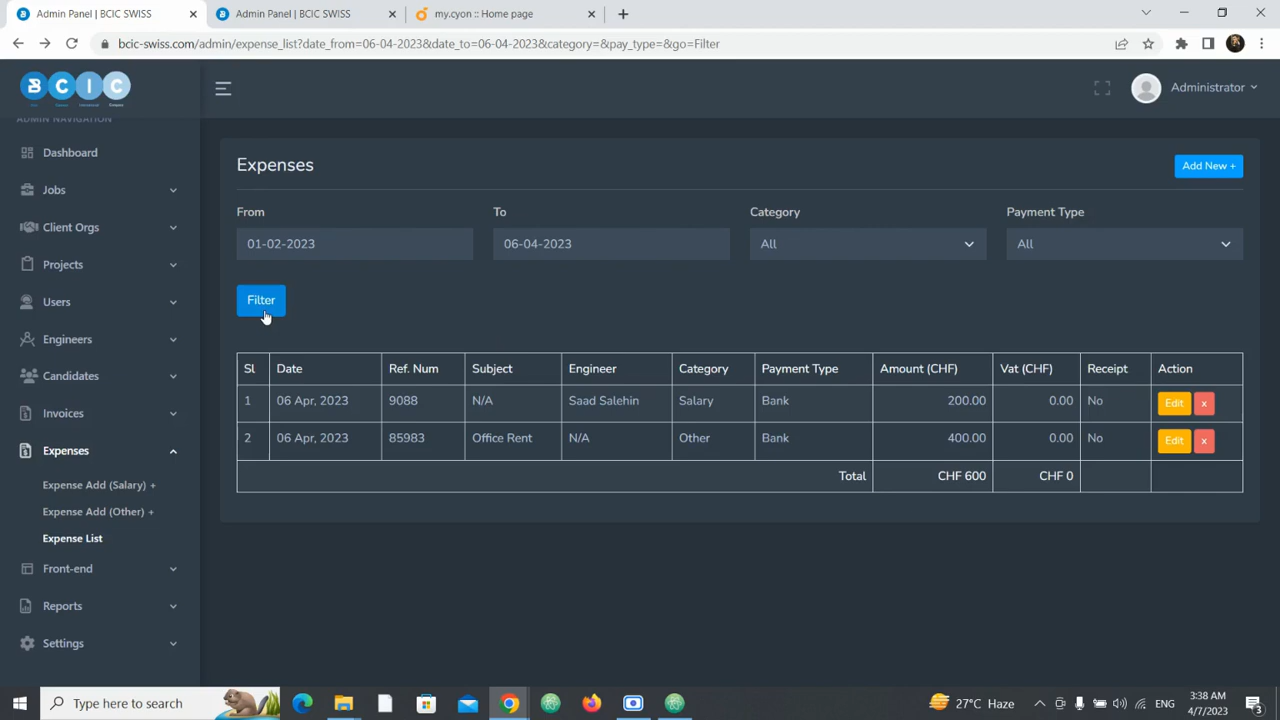 Admin Panel | BCIC SWISS
Admin Panel | BCIC SWISS
my.cyon :: Home page
bcic-swiss.com/admin/expense_list?date_from=06-04-2023&date_to=06-04-2023&category=&pay_type=&go=Filter
B C I C
Administrator
ADMIN NAVIGATION
Dashboard
Jobs
Client Orgs
Projects
Users
Engineers
Candidates
Invoices
Expenses
Expense Add (Salary) +
Expense Add (Other) +
Expense List
Front-end
Reports
Settings
Expenses
Add New +
From To Category Payment Type
01-02-2023 06-04-2023 All All
Filter
Sl Date Ref. Num Subject Engineer Category Payment Type Amount (CHF) Vat (CHF) Receipt Action
1 06 Apr, 2023 9088 N/A Saad Salehin Salary Bank 200.00 0.00 No Edit x
2 06 Apr, 2023 85983 Office Rent N/A Other Bank 400.00 0.00 No Edit x
Total CHF 600 CHF 0
Type here to search
27°C Haze
ENG
3:38 AM
4/7/2023
3